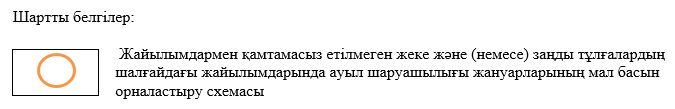 Шартты белгілер:
Жайылымдармен қамтамасыз етілмеген жеке және (немесе) заңды тұлғалардың
шалғайдағы жайылымдарында ауыл шаруашылығы жануарларының мал басын
орналастыру схемасы